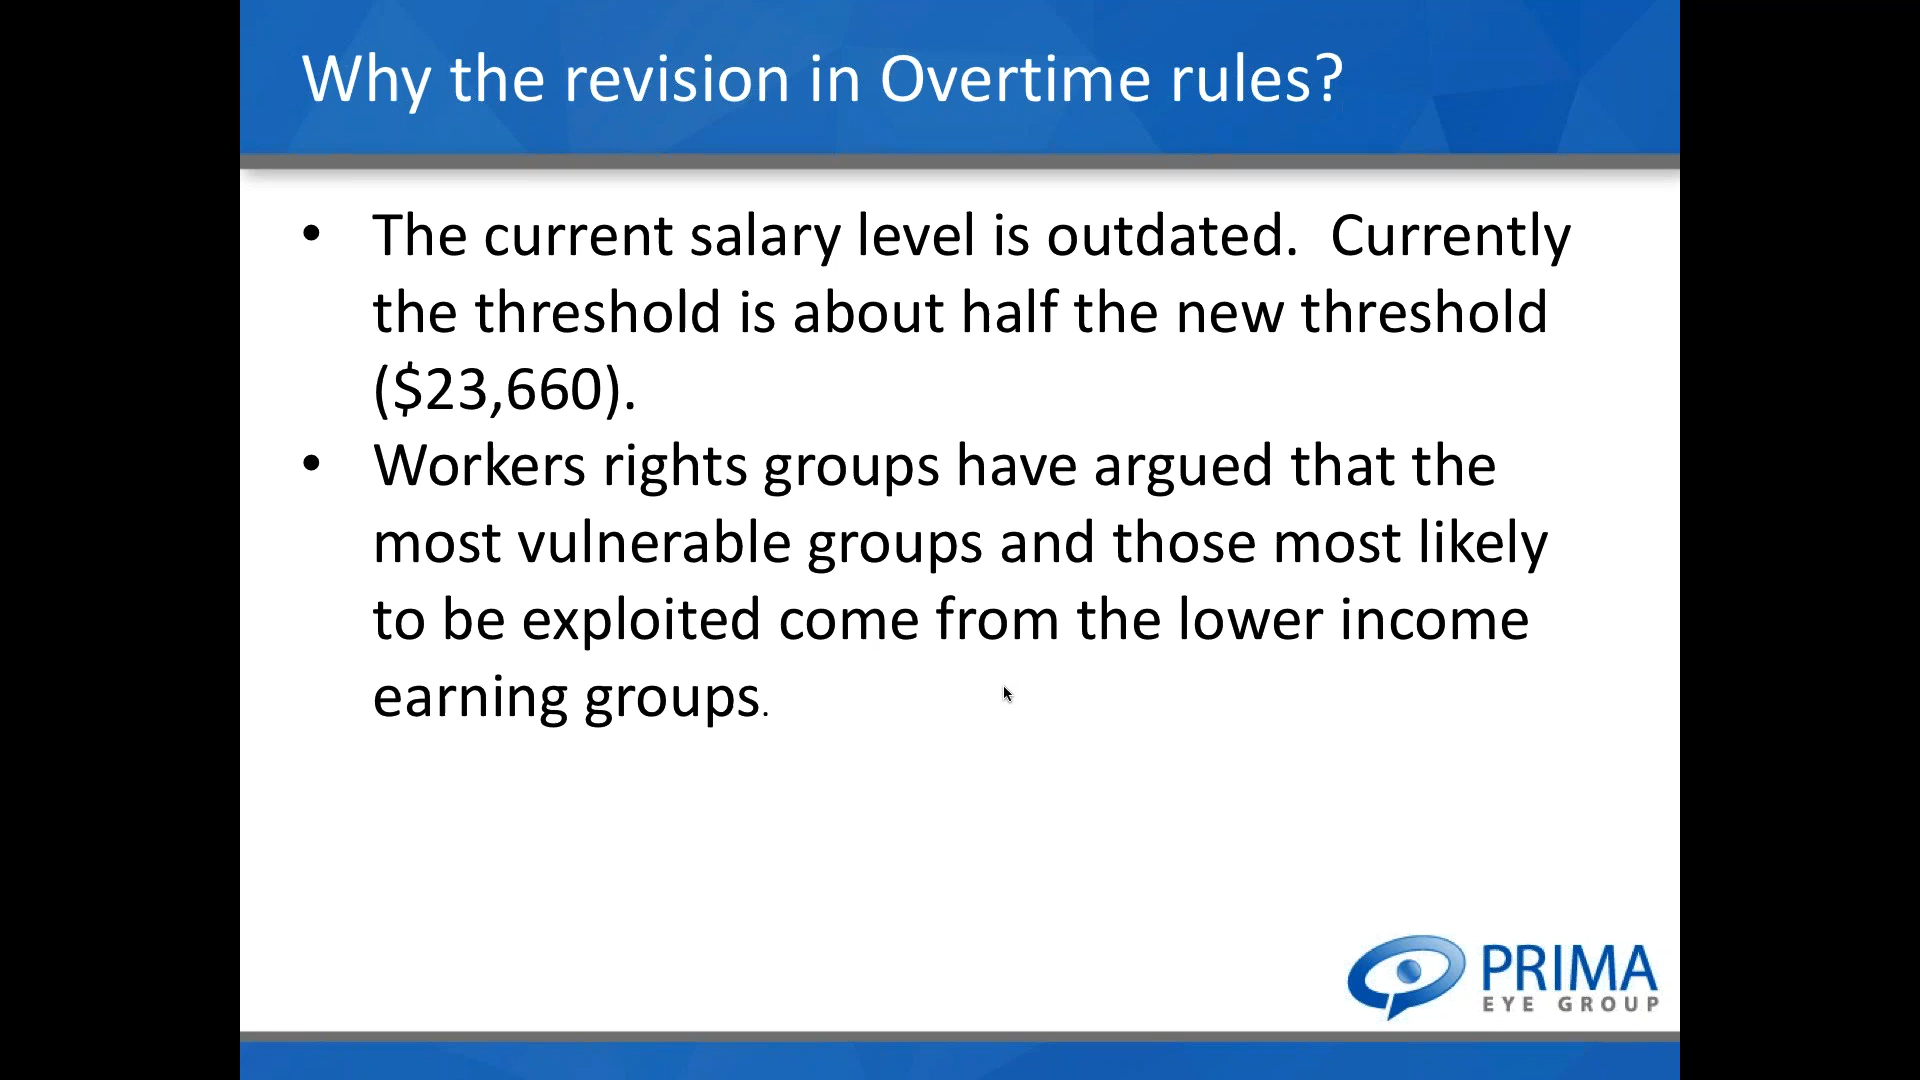 Why the revision in Overtime rules?
• The current salary level is outdated.  Currently
the threshold is about half the new threshold
($23,660).
• Workers rights groups have argued that the
most vulnerable groups and those most likely
to be exploited come from the lower income
earning groups.
PRIMA
EYE GROUP